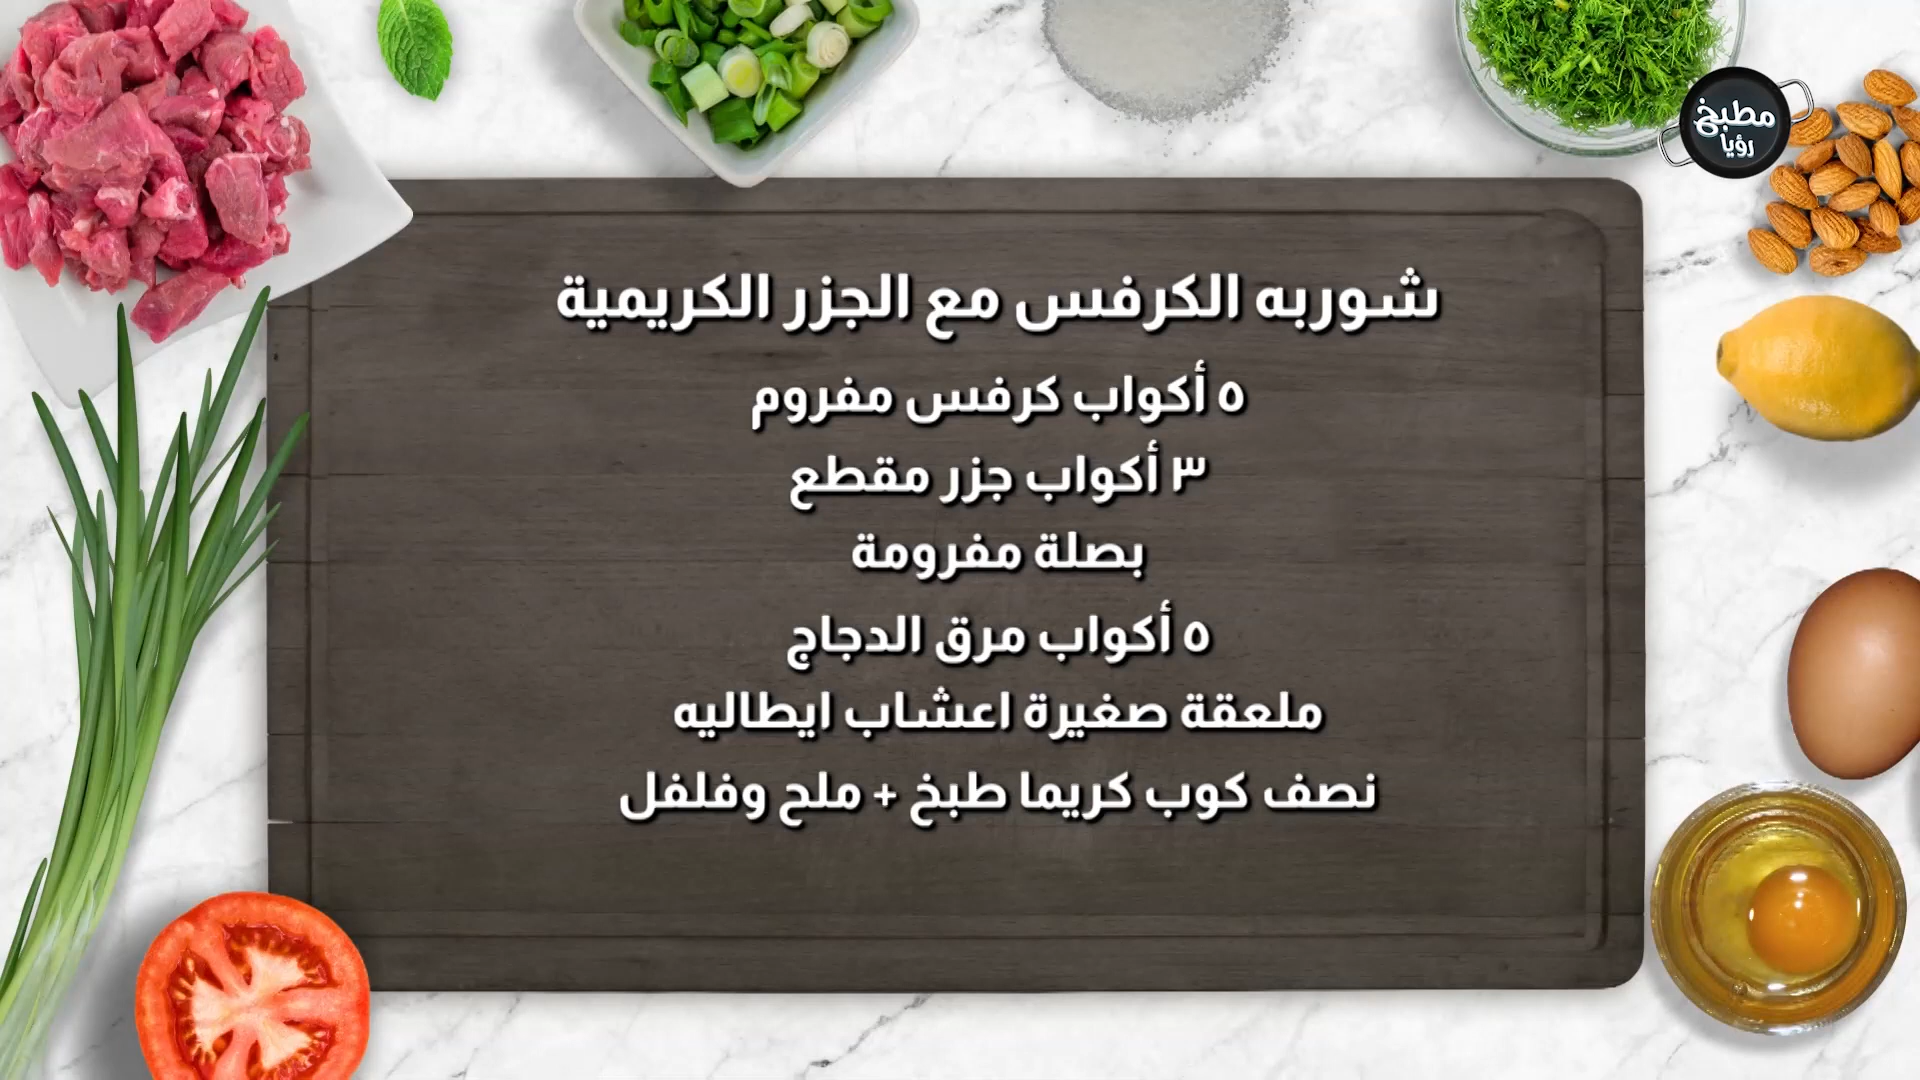 مطبخ
رؤيا
شوربه الكرفس مع الجزر الكريمية
٥ أكواب كرفس مفروم
٣ أكواب جزر مقطع
بصلة مفرومة
٥ أكواب مرق الدجاج
ملعقة صغيرة اعشاب ايطاليه
نصف كوب كريما طبخ + ملح وفلفل